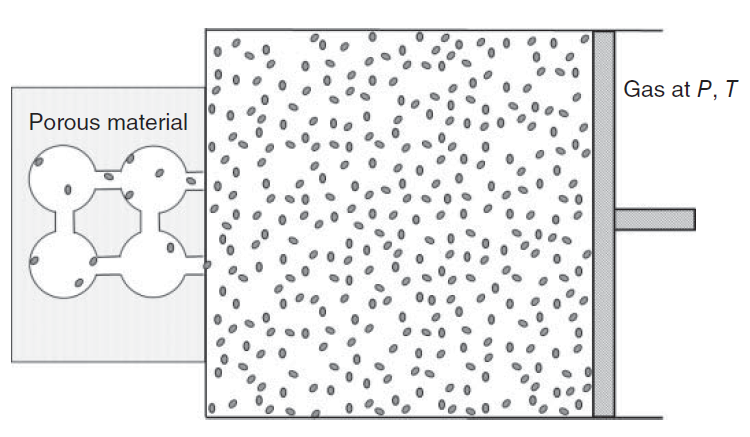 Gas at P, T
Porous material